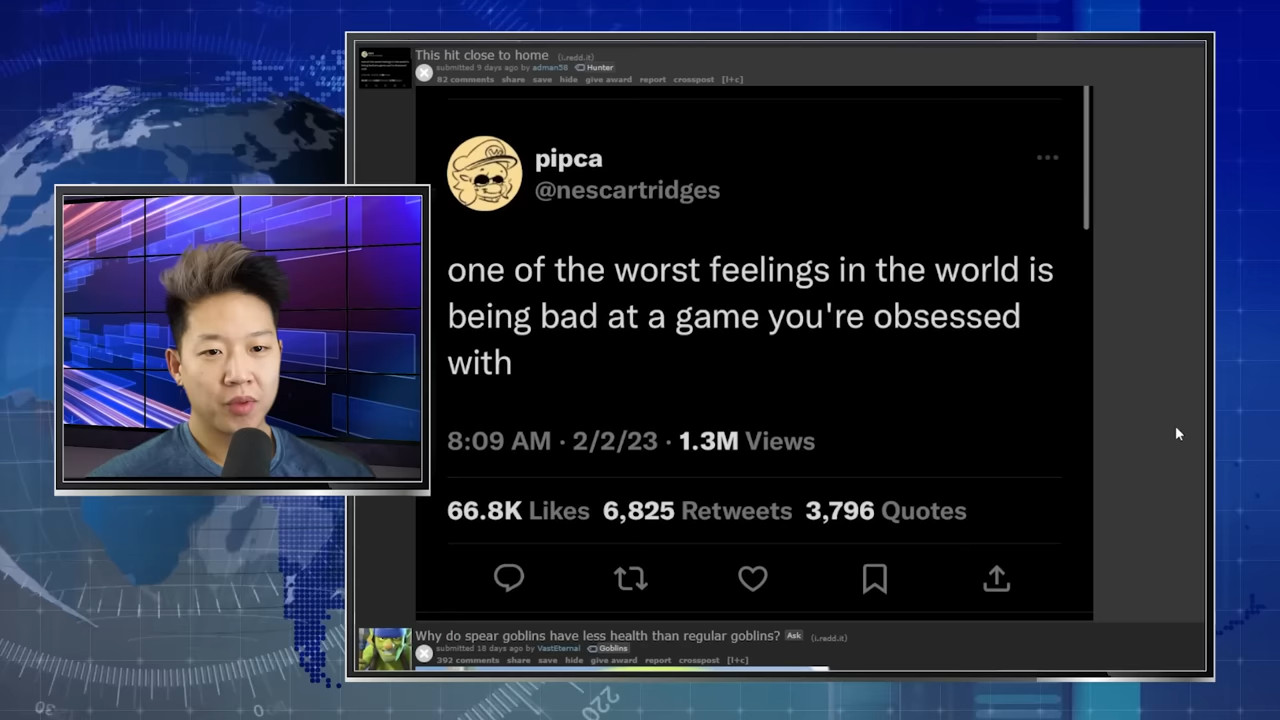 This hit close to home (i.redd.it)
submitted 9 days ago by adman58 Hunter
82 comments share save hide give award report crosspost [l+c]
pipca
@nescartridges
one of the worst feelings in the world is
being bad at a game you're obsessed
with
8:09 AM · 2/2/23 · 1.3M Views
66.8K Likes 6,825 Retweets 3,796 Quotes
Why do spear goblins have less health than regular goblins? Ask (i.redd.it)
submitted 18 days ago by VastEternal Goblins
392 comments share save hide give award report crosspost [l+c]
220
0